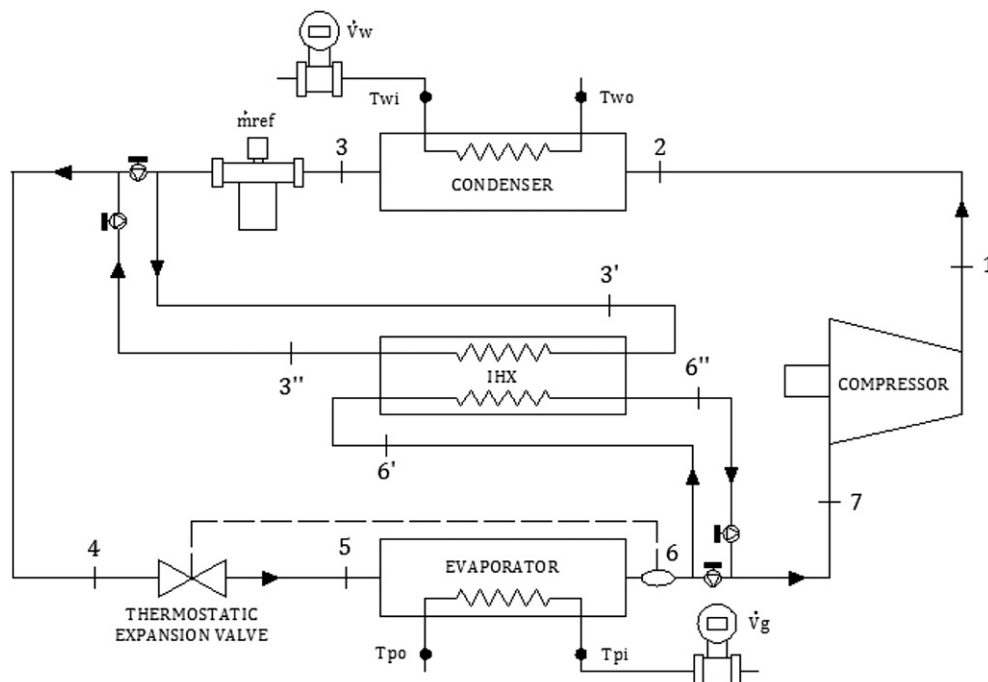 V̇w
Twi
Two
ṁref
3
2
CONDENSER
1
3'
3''
IHX
6''
COMPRESSOR
6'
7
4
5
EVAPORATOR
6
THERMOSTATIC
EXPANSION VALVE
Tpo
Tpi
V̇g